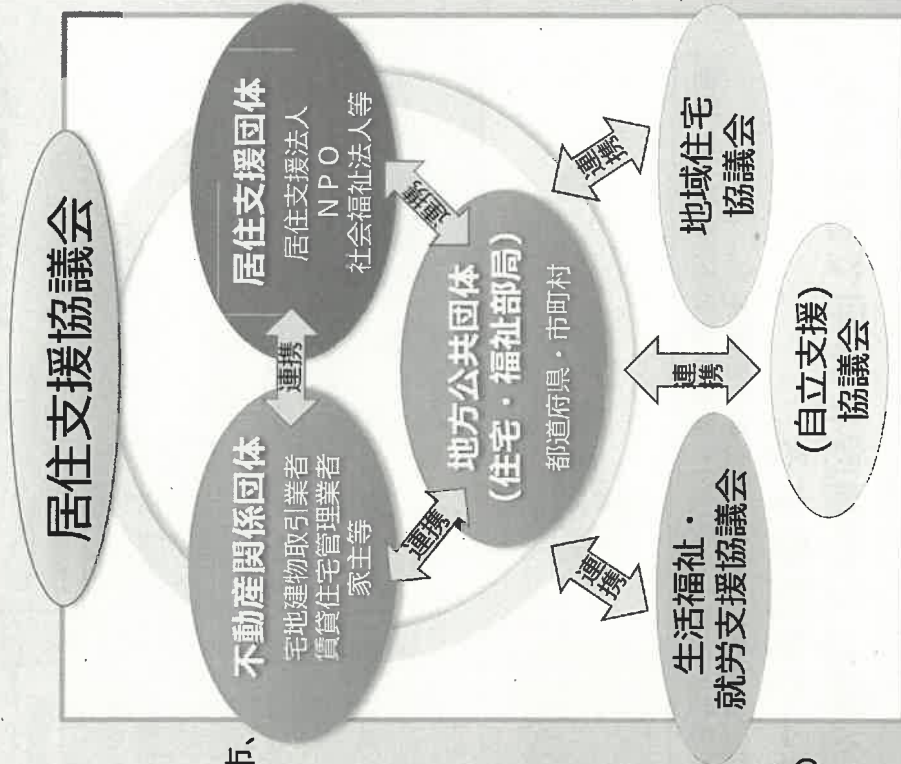 居住支援協議会
不動産関係団体
宅地建物取引業者
賃貸住宅管理業者
家主等
連携
居住支援団体
居住支援法人
NPO
社会福祉法人等
連携
連携
地方公共団体
(住宅・福祉部局)
都道府県・市町村
連携
連携
連携
生活福祉・
就労支援協議会
(自立支援)
協議会
地域住宅
協議会
市、